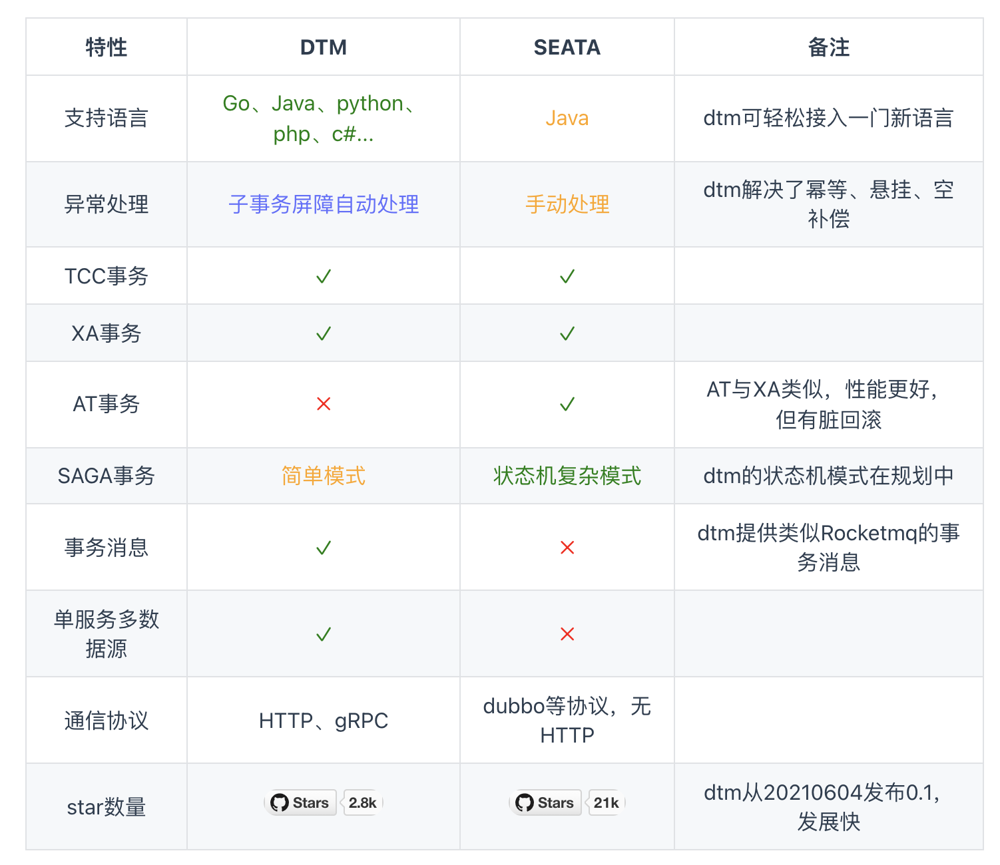 特性
DTM
SEATA
备注
支持语言
Go、Java、python、
php、c#...
Java
dtm可轻松接入一门新语言
异常处理
子事务屏障自动处理
手动处理
dtm解决了幂等、悬挂、空
补偿
TCC事务
✓
✓
XA事务
✓
✓
AT事务
✗
✓
AT与XA类似，性能更好，
但有脏回滚
SAGA事务
简单模式
状态机复杂模式
dtm的状态机模式在规划中
事务消息
✓
✗
dtm提供类似Rocketmq的事
务消息
单服务多数
据源
✓
✗
通信协议
HTTP、gRPC
dubbo等协议，无
HTTP
star数量
Stars 2.8k
Stars 21k
dtm从20210604发布0.1，
发展快